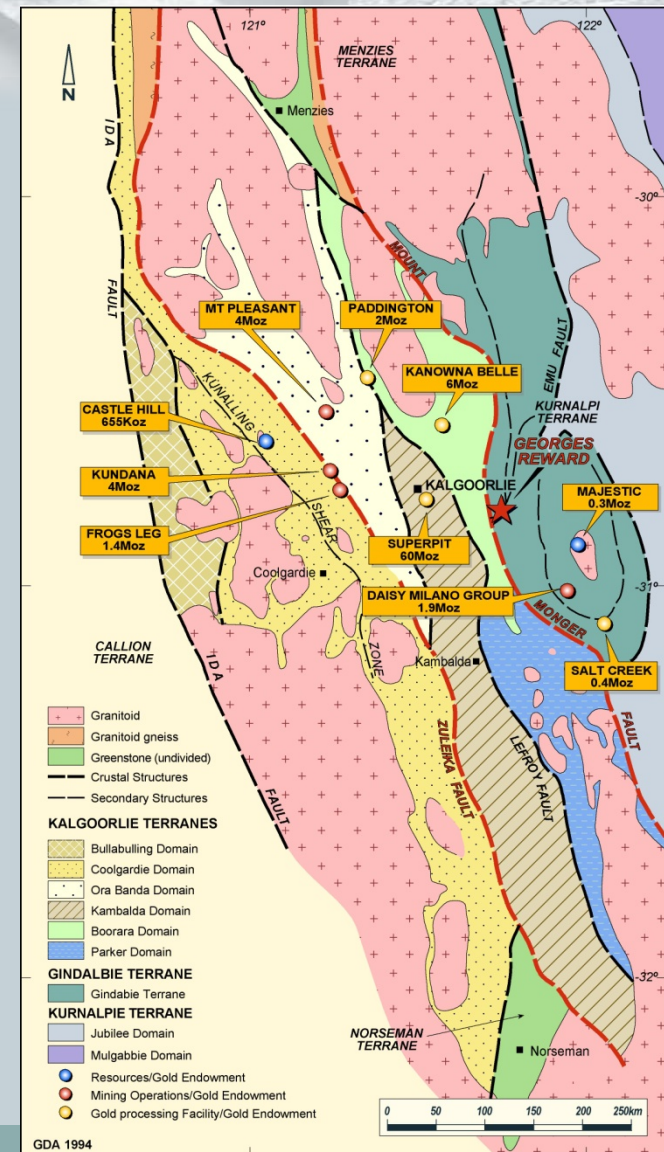 121º
122º
MENZIES
TERRANE
N
Menzies
IDA
FAULT
-30º
MOUNT
MT PLEASANT
4Moz
PADDINGTON
2Moz
KANOWNA BELLE
6Moz
EMU FAULT
KURNALPI
TERRANE
GEORGES
REWARD
KUNALLING
CASTLE HILL
655Koz
KUNDANA
4Moz
KALGOORLIE
MAJESTIC
0.3Moz
FROGS LEG
1.4Moz
SHEAR
SUPERPIT
60Moz
Coolgardie
DAISY MILANO GROUP
1.9Moz
-31º
MONGER
CALLION
TERRANE
IDA
ZONE
Kambalda
SALT CREEK
0.4Moz
Granitoid
Granitoid gneiss
Greenstone (undivided)
Crustal Structures
Secondary Structures
FAULT
ZULEIKA FAULT
LEFROY FAULT
FAULT
KALGOORLIE TERRANES
Bullabulling Domain
Coolgardie Domain
Ora Banda Domain
Kambalda Domain
Boorara Domain
Parker Domain
GINDALBIE TERRANE
Gindabie Terrane
KURNALPIE TERRANE
Jubilee Domain
Mulgabbie Domain
Resources/Gold Endowment
Mining Operations/Gold Endowment
Gold processing Facility/Gold Endowment
-32º
NORSEMAN
TERRANE
Norseman
0 50 100 150 200 250km
GDA 1994